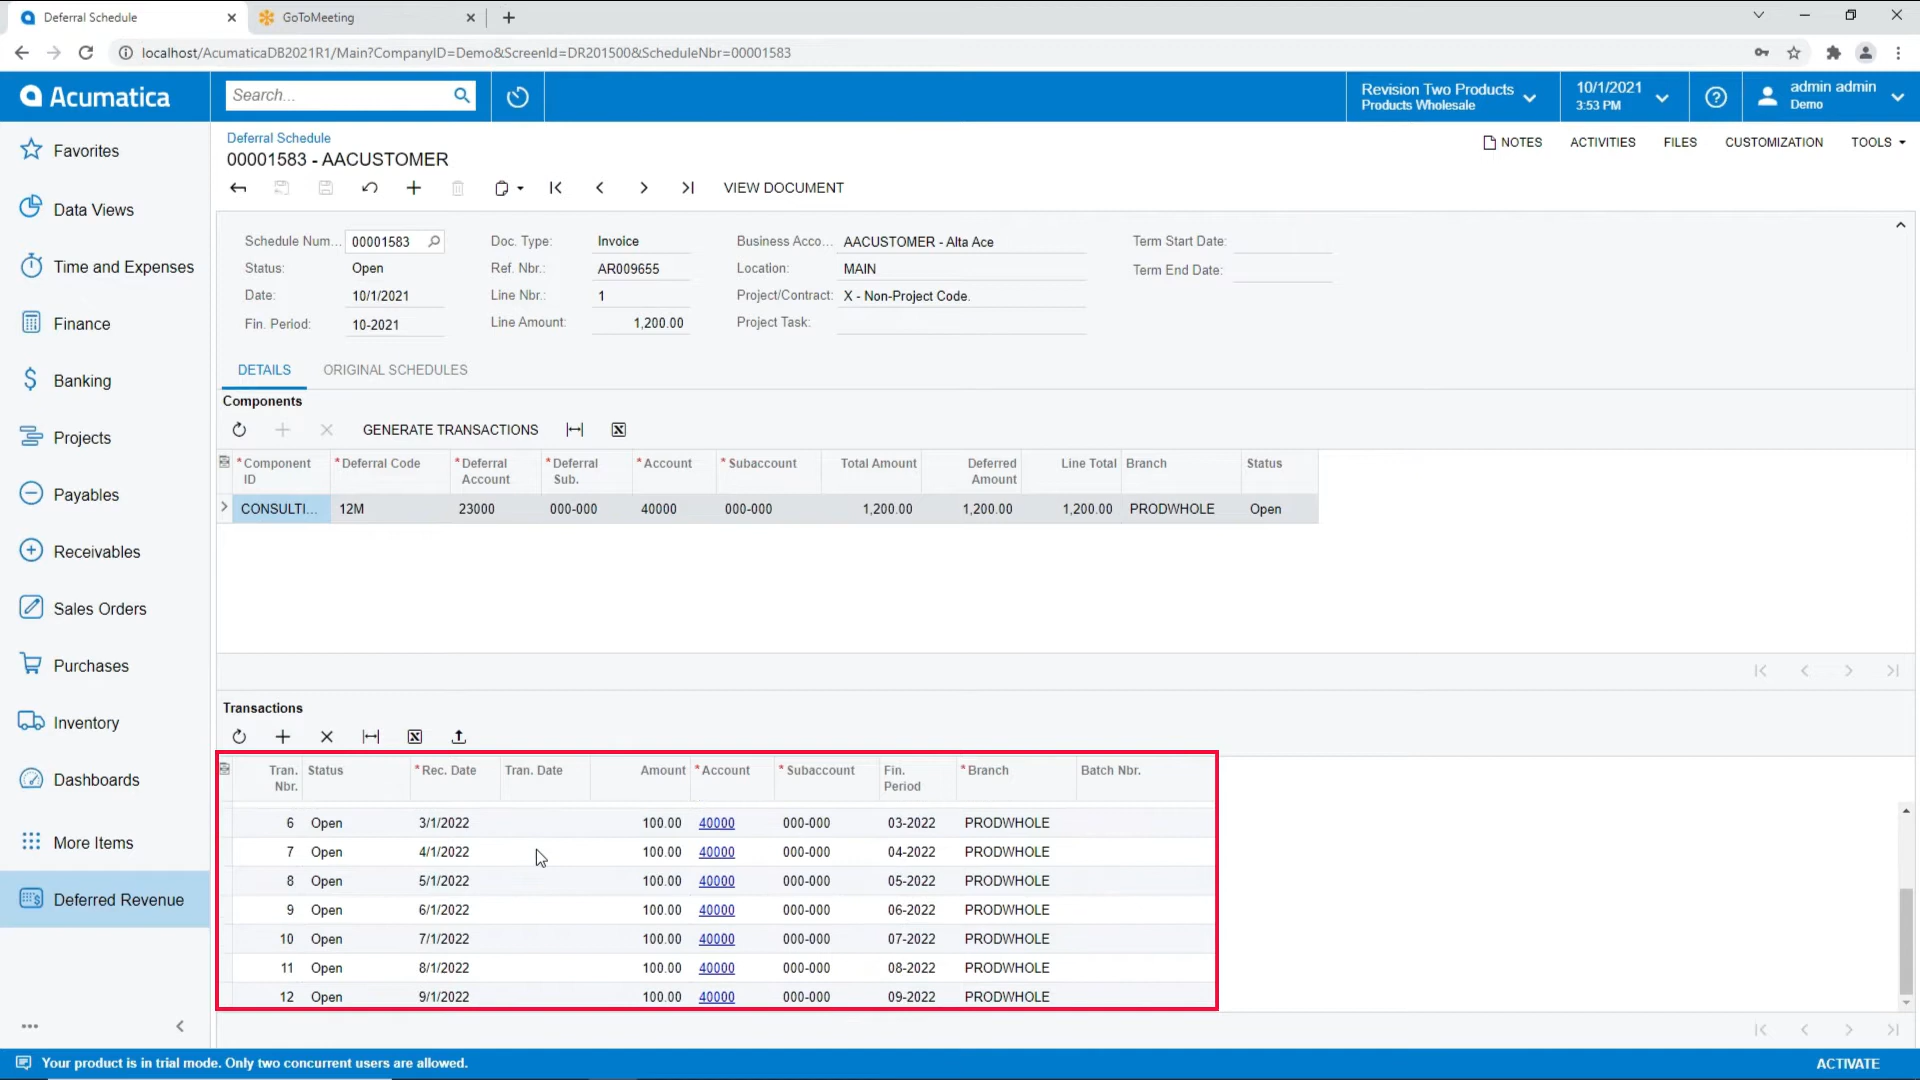 Deferral Schedule
GoToMeeting
localhost/AcumaticaDB2021R1/Main?CompanyID=Demo&ScreenId=DR201500&ScheduleNbr=00001583
Acumatica
Search...
Revision Two Products
Products Wholesale
10/1/2021
3:53 PM
admin admin
Demo
Favorites
Data Views
Time and Expenses
Finance
Banking
Projects
Payables
Receivables
Sales Orders
Purchases
Inventory
Dashboards
More Items
Deferred Revenue
Deferral Schedule
00001583 - AACUSTOMER
NOTES ACTIVITIES FILES CUSTOMIZATION TOOLS
VIEW DOCUMENT
Schedule Num... 00001583 Doc. Type: Invoice Business Acco... AACUSTOMER - Alta Ace Term Start Date:
Status: Open Ref. Nbr.: AR009655 Location: MAIN Term End Date:
Date: 10/1/2021 Line Nbr.: 1 Project/Contract: X - Non-Project Code.
Fin. Period: 10-2021 Line Amount: 1,200.00 Project Task:
DETAILS ORIGINAL SCHEDULES
Components
GENERATE TRANSACTIONS
*Component ID *Deferral Code *Deferral Account *Deferral Sub. *Account *Subaccount Total Amount Deferred Amount Line Total Branch Status
CONSULTI... 12M 23000 000-000 40000 000-000 1,200.00 1,200.00 1,200.00 PRODWHOLE Open
Transactions
Tran. Nbr. Status *Rec. Date Tran. Date Amount *Account *Subaccount Fin. Period *Branch Batch Nbr.
6 Open 3/1/2022 100.00 40000 000-000 03-2022 PRODWHOLE
7 Open 4/1/2022 100.00 40000 000-000 04-2022 PRODWHOLE
8 Open 5/1/2022 100.00 40000 000-000 05-2022 PRODWHOLE
9 Open 6/1/2022 100.00 40000 000-000 06-2022 PRODWHOLE
10 Open 7/1/2022 100.00 40000 000-000 07-2022 PRODWHOLE
11 Open 8/1/2022 100.00 40000 000-000 08-2022 PRODWHOLE
12 Open 9/1/2022 100.00 40000 000-000 09-2022 PRODWHOLE
Your product is in trial mode. Only two concurrent users are allowed.
ACTIVATE